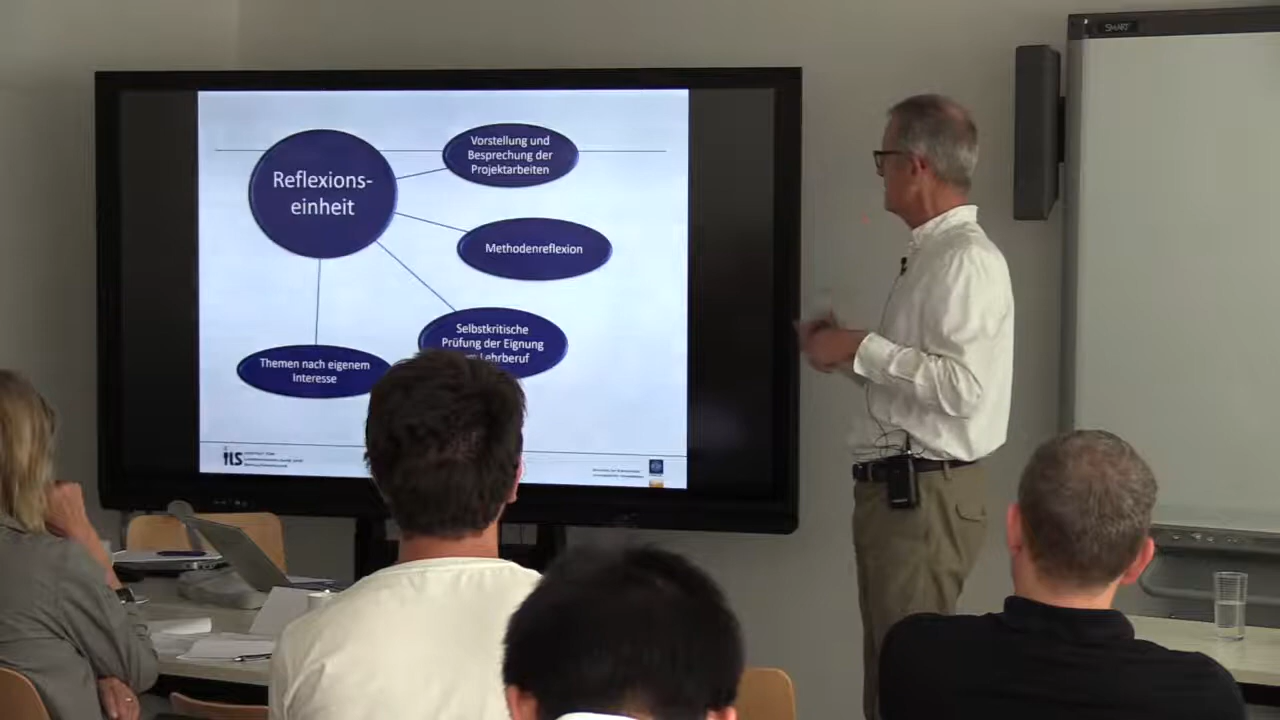 SMART
Vorstellung und
Besprechung der
Projektarbeiten
Reflexions-
einheit
Methodenreflexion
Selbstkritische
Prüfung der Eignung
Lehrberuf
Themen nach eigenem
Interesse
ILS